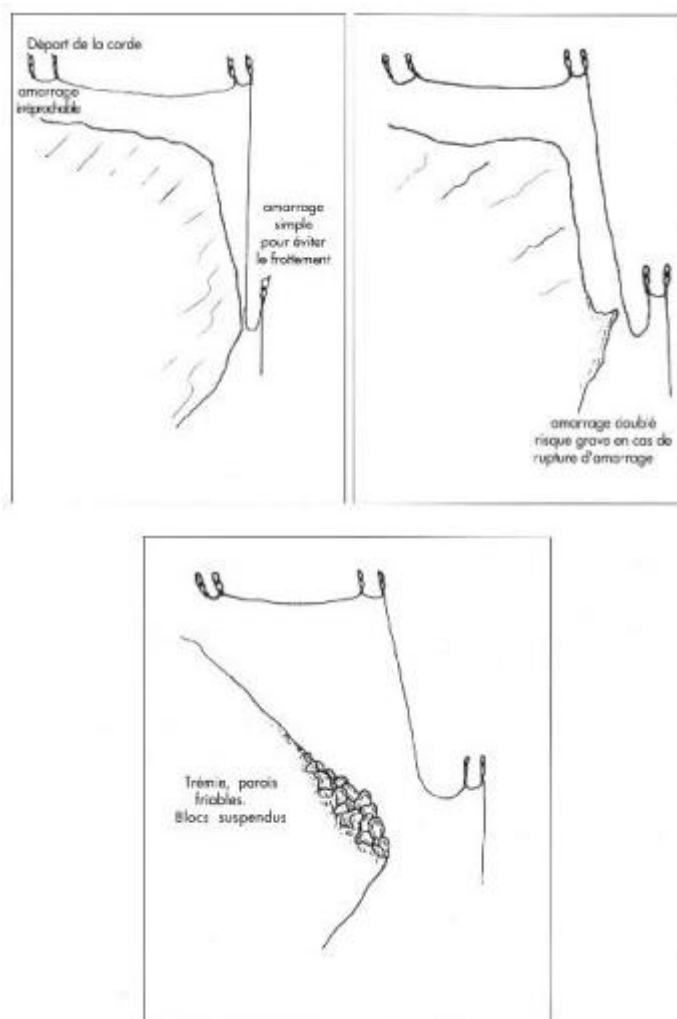 Départ de la corde
amarrage
irréprochable
amarrage
simple
pour éviter
le frottement
amarrage doublé
risque grave en cas de
rupture d'amarrage
Trémie, parois
friables.
Blocs suspendus